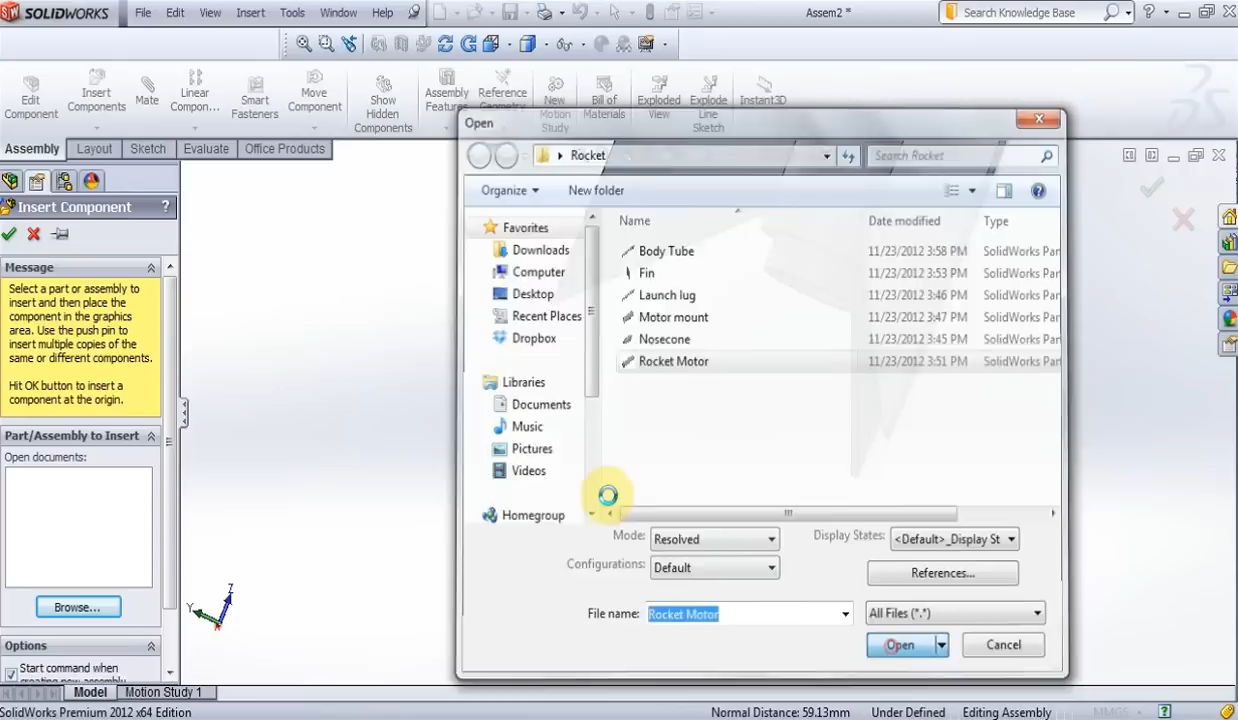 SOLIDWORKS File Edit View Insert Tools Window Help Assem2 * Search Knowledge Base
Edit Component
Insert Components
Mate
Linear Compon...
Smart Fasteners
Move Component
Show Hidden Components
Assembly Features
Reference Geometry
New Motion Study
Bill of Materials
Exploded View
Explode Line Sketch
Instant3D
Assembly Layout Sketch Evaluate Office Products
Insert Component ?
Message
Select a part or assembly to
insert and then place the
component in the graphics
area. Use the push pin to
insert multiple copies of the
same or different components.
Hit OK button to insert a
component at the origin.
Part/Assembly to Insert
Open documents:
Browse...
Options
Start command when
creating new assembly
Z
Y
Open
Rocket Search Rocket
Organize New folder
Favorites
Downloads
Computer
Desktop
Recent Places
Dropbox
Libraries
Documents
Music
Pictures
Videos
Homegroup
Name Date modified Type
Body Tube 11/23/2012 3:58 PM SolidWorks Par
Fin 11/23/2012 3:53 PM SolidWorks Par
Launch lug 11/23/2012 3:46 PM SolidWorks Par
Motor mount 11/23/2012 3:47 PM SolidWorks Par
Nosecone 11/23/2012 3:45 PM SolidWorks Par
Rocket Motor 11/23/2012 3:51 PM SolidWorks Par
Mode: Resolved Display States: <Default>_Display St
Configurations: Default References...
File name: Rocket Motor All Files (*.*)
Open Cancel
Model Motion Study 1
SolidWorks Premium 2012 x64 Edition Normal Distance: 59.13mm Under Defined Editing Assembly MMGS